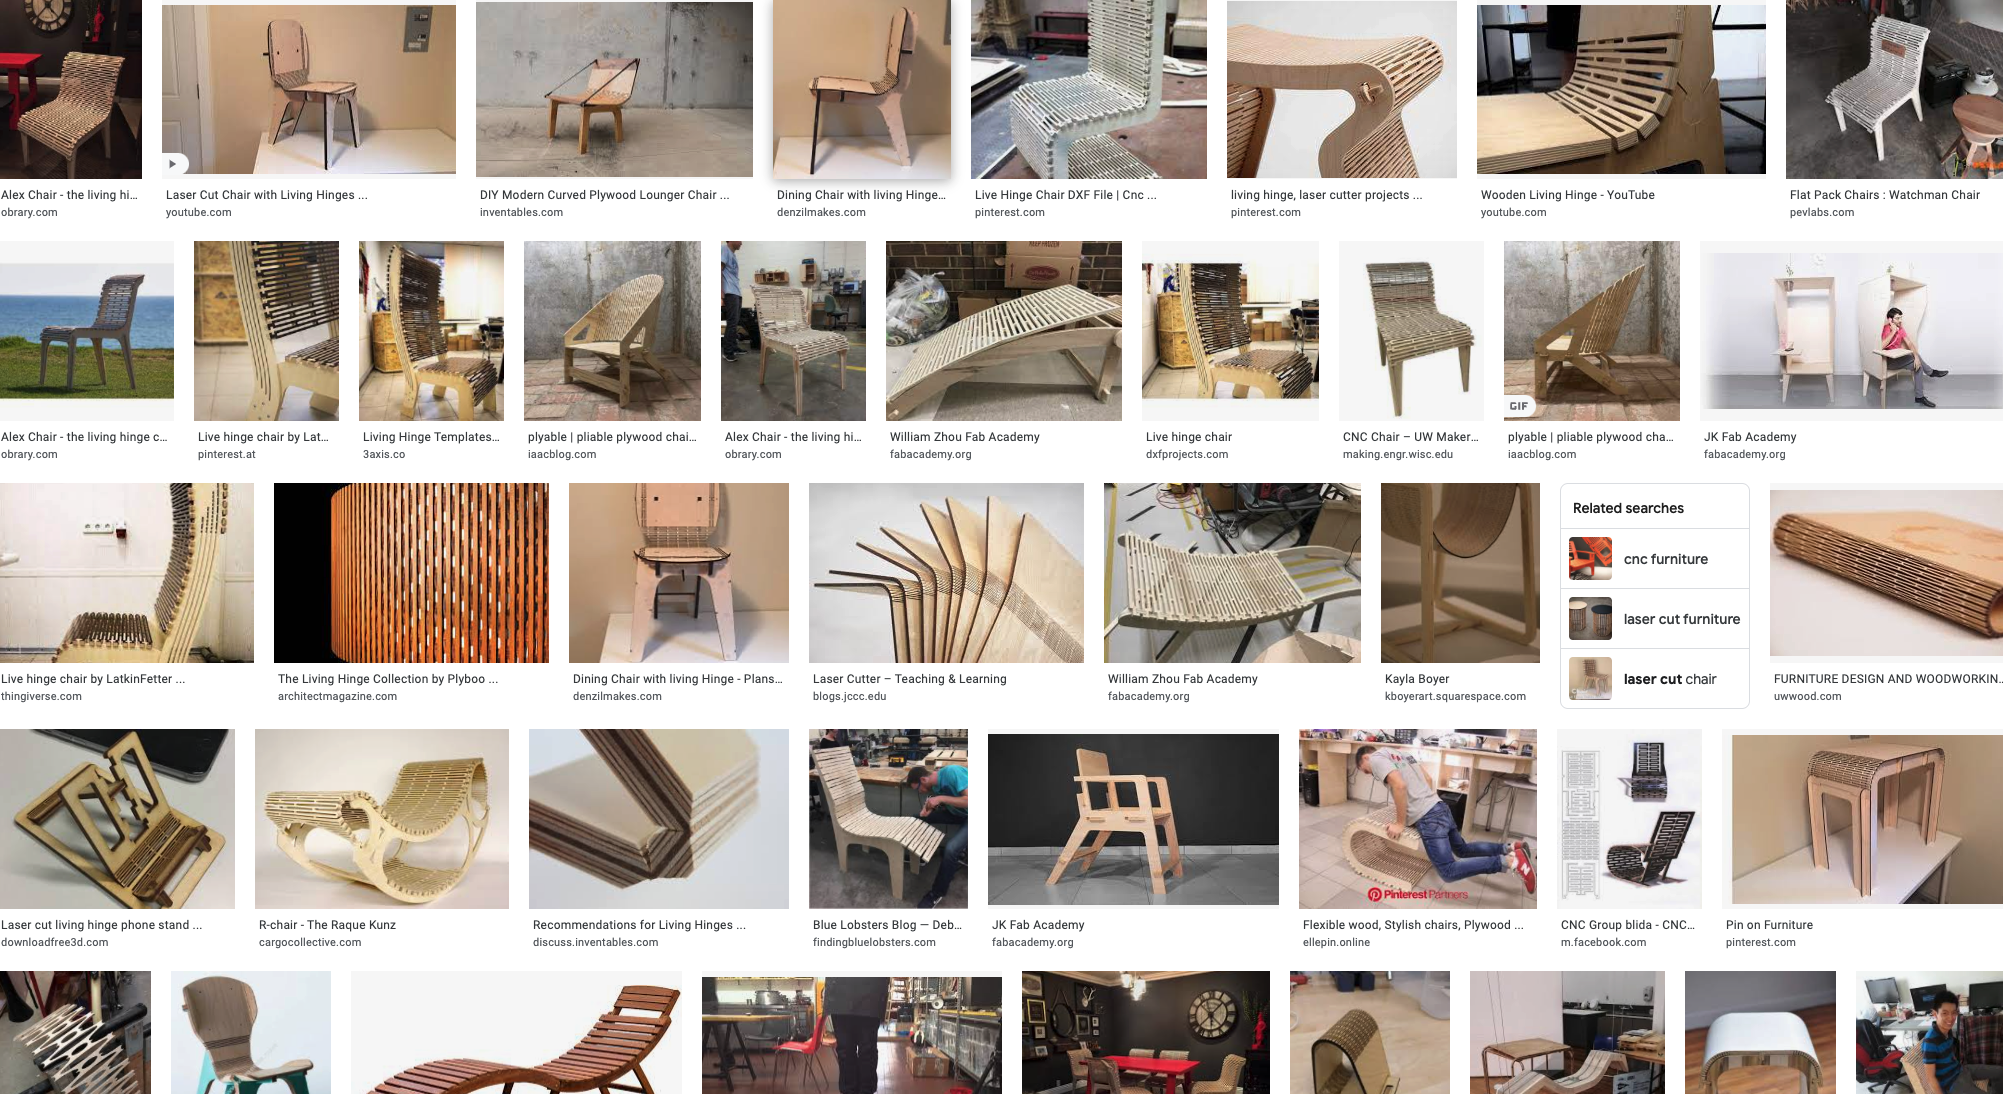 Alex Chair - the living hi...
obrary.com
Laser Cut Chair with Living Hinges ...
youtube.com
DIY Modern Curved Plywood Lounger Chair ...
inventables.com
Dining Chair with living Hinge...
denzilmakes.com
Live Hinge Chair DXF File | Cnc ...
pinterest.com
living hinge, laser cutter projects ...
pinterest.com
Wooden Living Hinge - YouTube
youtube.com
Flat Pack Chairs : Watchman Chair
pevlabs.com
GIF
Alex Chair - the living hinge c...
obrary.com
Live hinge chair by Lat...
pinterest.at
Living Hinge Templates...
3axis.co
plyable | pliable plywood chai...
iaacblog.com
Alex Chair - the living hi...
obrary.com
William Zhou Fab Academy
fabacademy.org
Live hinge chair
dxfprojects.com
CNC Chair – UW Maker...
making.engr.wisc.edu
plyable | pliable plywood cha...
iaacblog.com
JK Fab Academy
fabacademy.org
Live hinge chair by LatkinFetter ...
thingiverse.com
The Living Hinge Collection by Plyboo ...
architectmagazine.com
Dining Chair with living Hinge - Plans...
denzilmakes.com
Laser Cutter – Teaching & Learning
blogs.jccc.edu
William Zhou Fab Academy
fabacademy.org
Kayla Boyer
kboyerart.squarespace.com
Related searches
cnc furniture
laser cut furniture
laser cut chair
FURNITURE DESIGN AND WOODWORKIN...
uwwood.com
Pinterest Partners
Laser cut living hinge phone stand ...
downloadfree3d.com
R-chair - The Raque Kunz
cargocollective.com
Recommendations for Living Hinges ...
discuss.inventables.com
Blue Lobsters Blog — Deb...
findingbluelobsters.com
JK Fab Academy
fabacademy.org
Flexible wood, Stylish chairs, Plywood ...
ellepin.online
CNC Group blida - CNC...
m.facebook.com
Pin on Furniture
pinterest.com